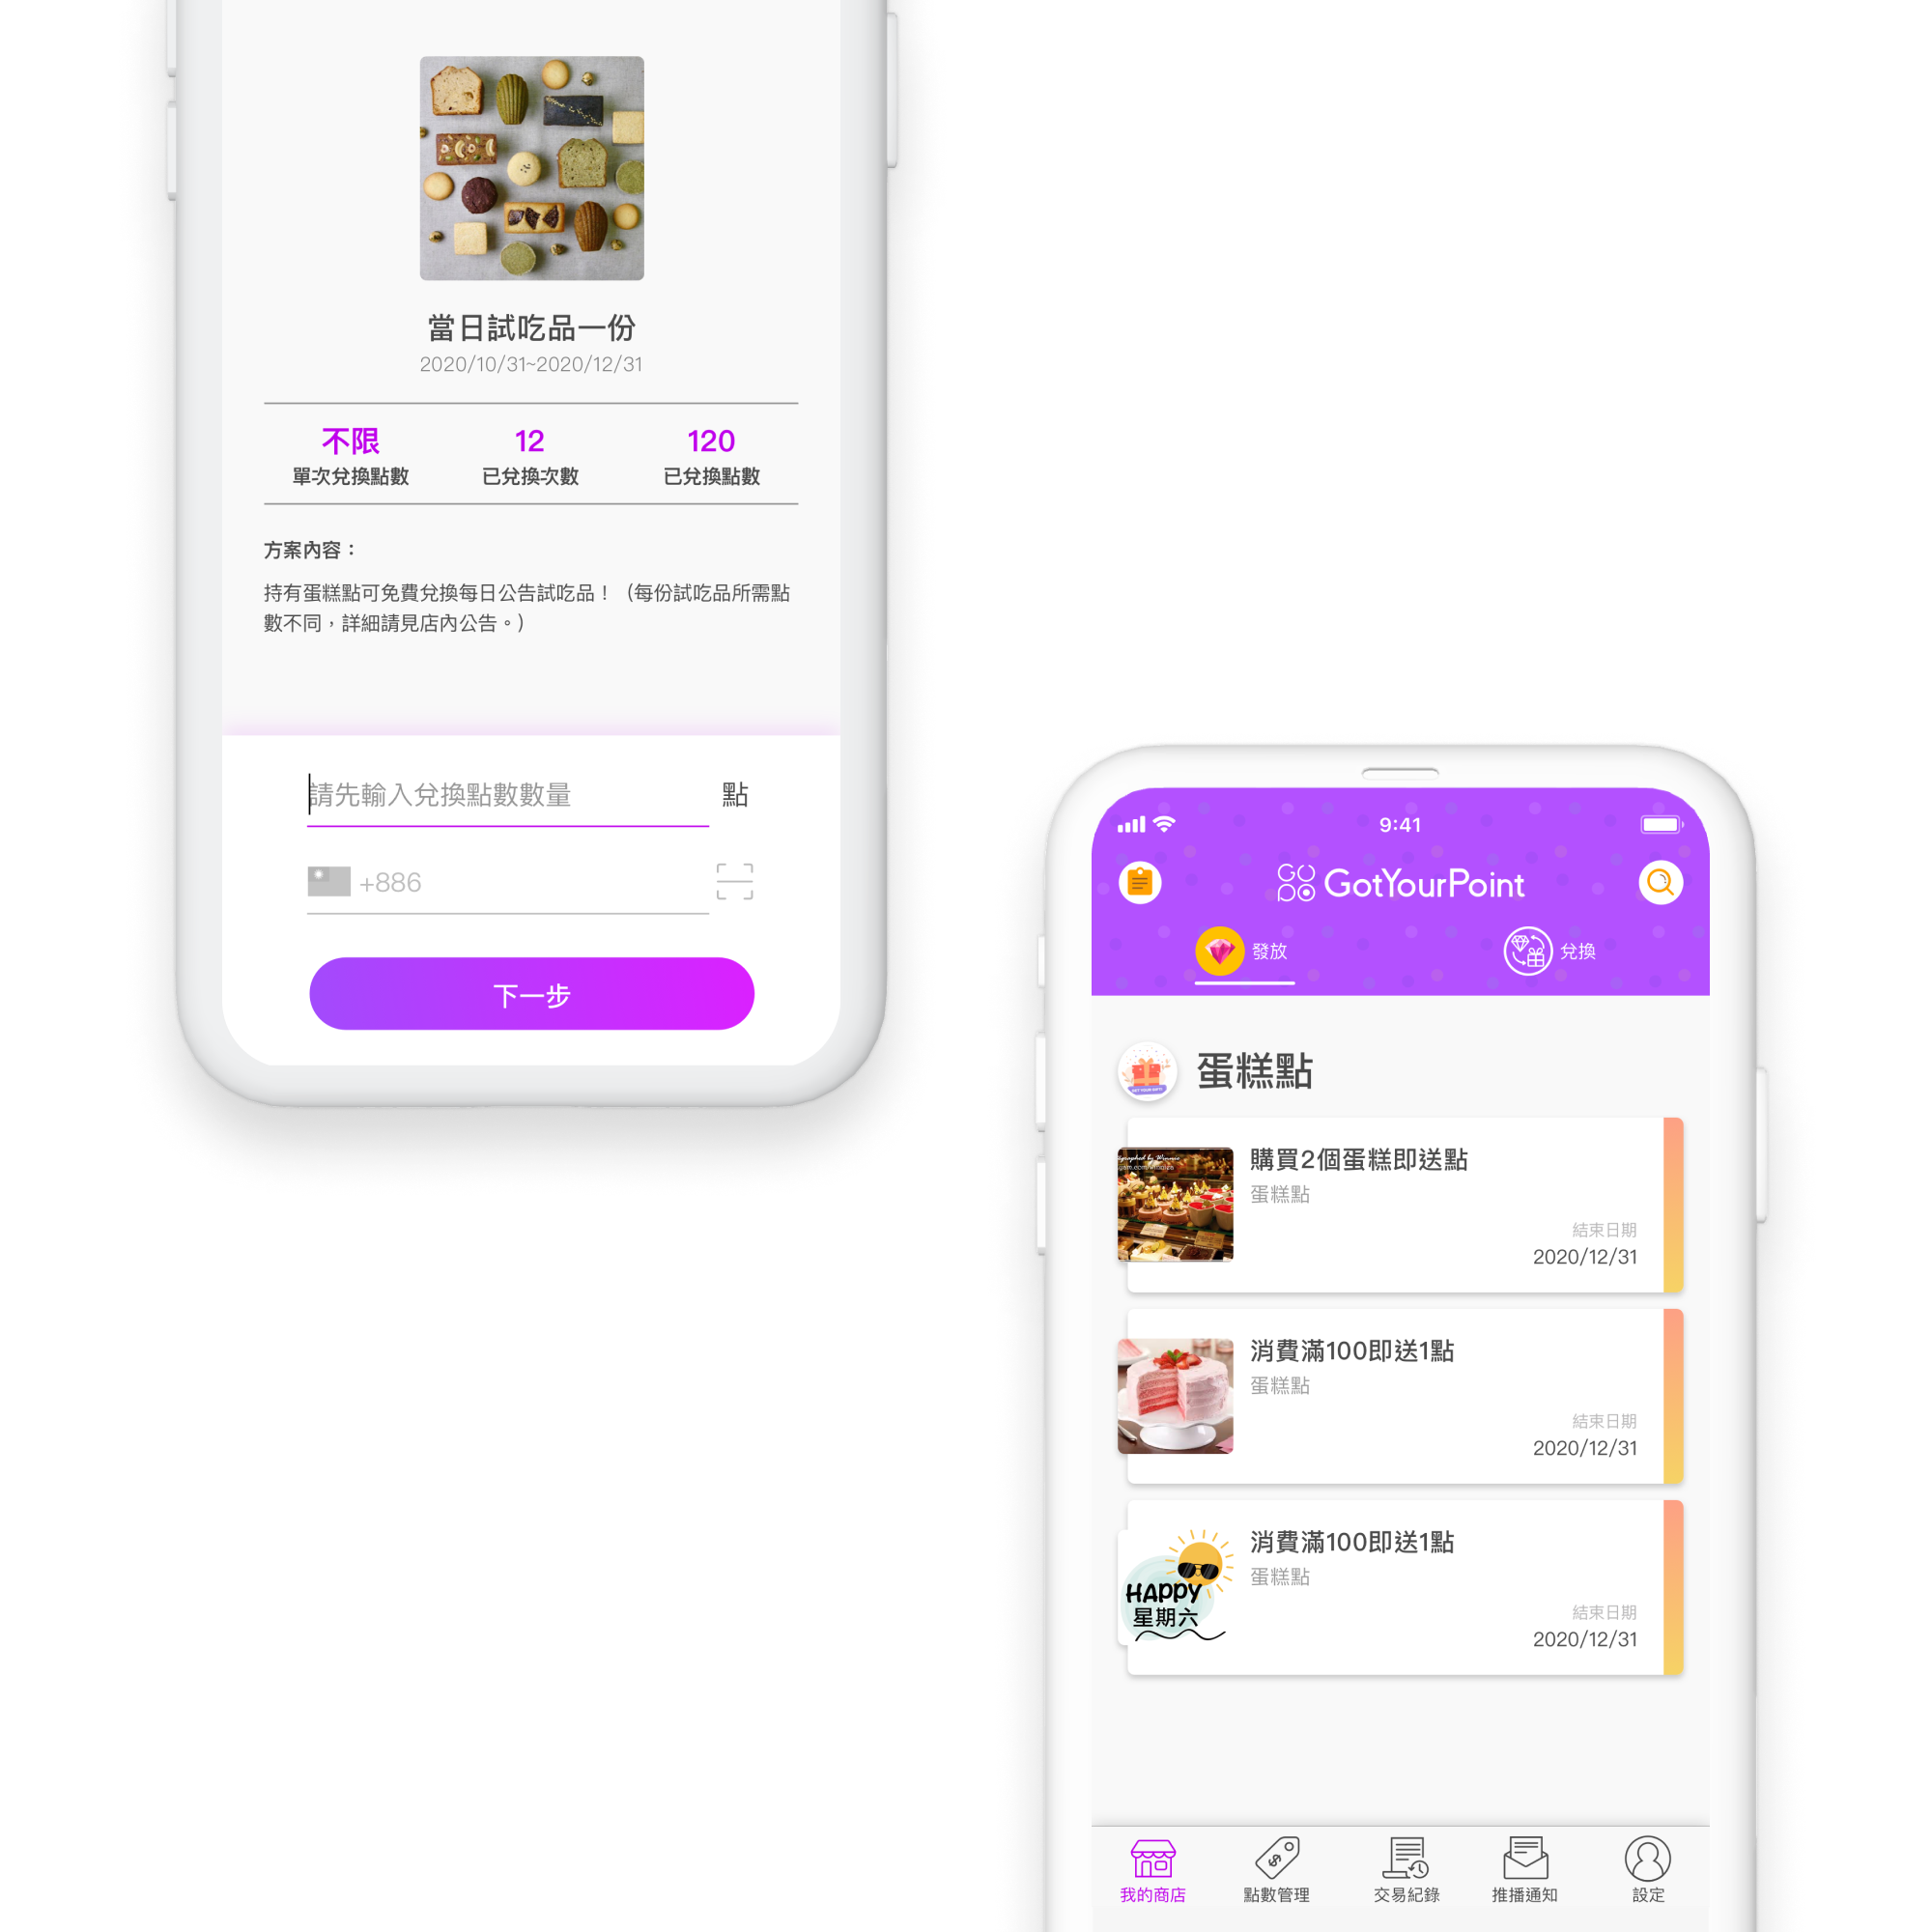 當日試吃品一份
2020/10/31~2020/12/31
不限
單次兌換點數
12
已兌換次數
120
已兌換點數
方案內容：
持有蛋糕點可免費兌換每日公告試吃品！（每份試吃品所需點
數不同，詳細請見店內公告。）
請先輸入兌換點數數量 點
+886
下一步
9:41
GOPO GotYourPoint
發放 兌換
蛋糕點
購買2個蛋糕即送點
蛋糕點
結束日期
2020/12/31
消費滿100即送1點
蛋糕點
結束日期
2020/12/31
HAPPY
星期六
消費滿100即送1點
蛋糕點
結束日期
2020/12/31
我的商店 點數管理 交易紀錄 推播通知 設定